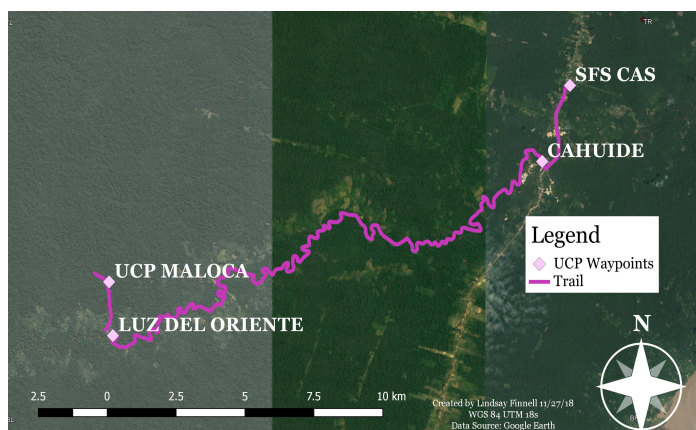 TR
SFS CAS
CAHUIDE
Legend
UCP Waypoints
Trail
UCP MALOCA
LUZ DEL ORIENTE
N
2.5 0 2.5 5 7.5 10 km
Created by Lindsay Finnell 11/27/18
WGS 84 UTM 18s
Data Source: Google Earth